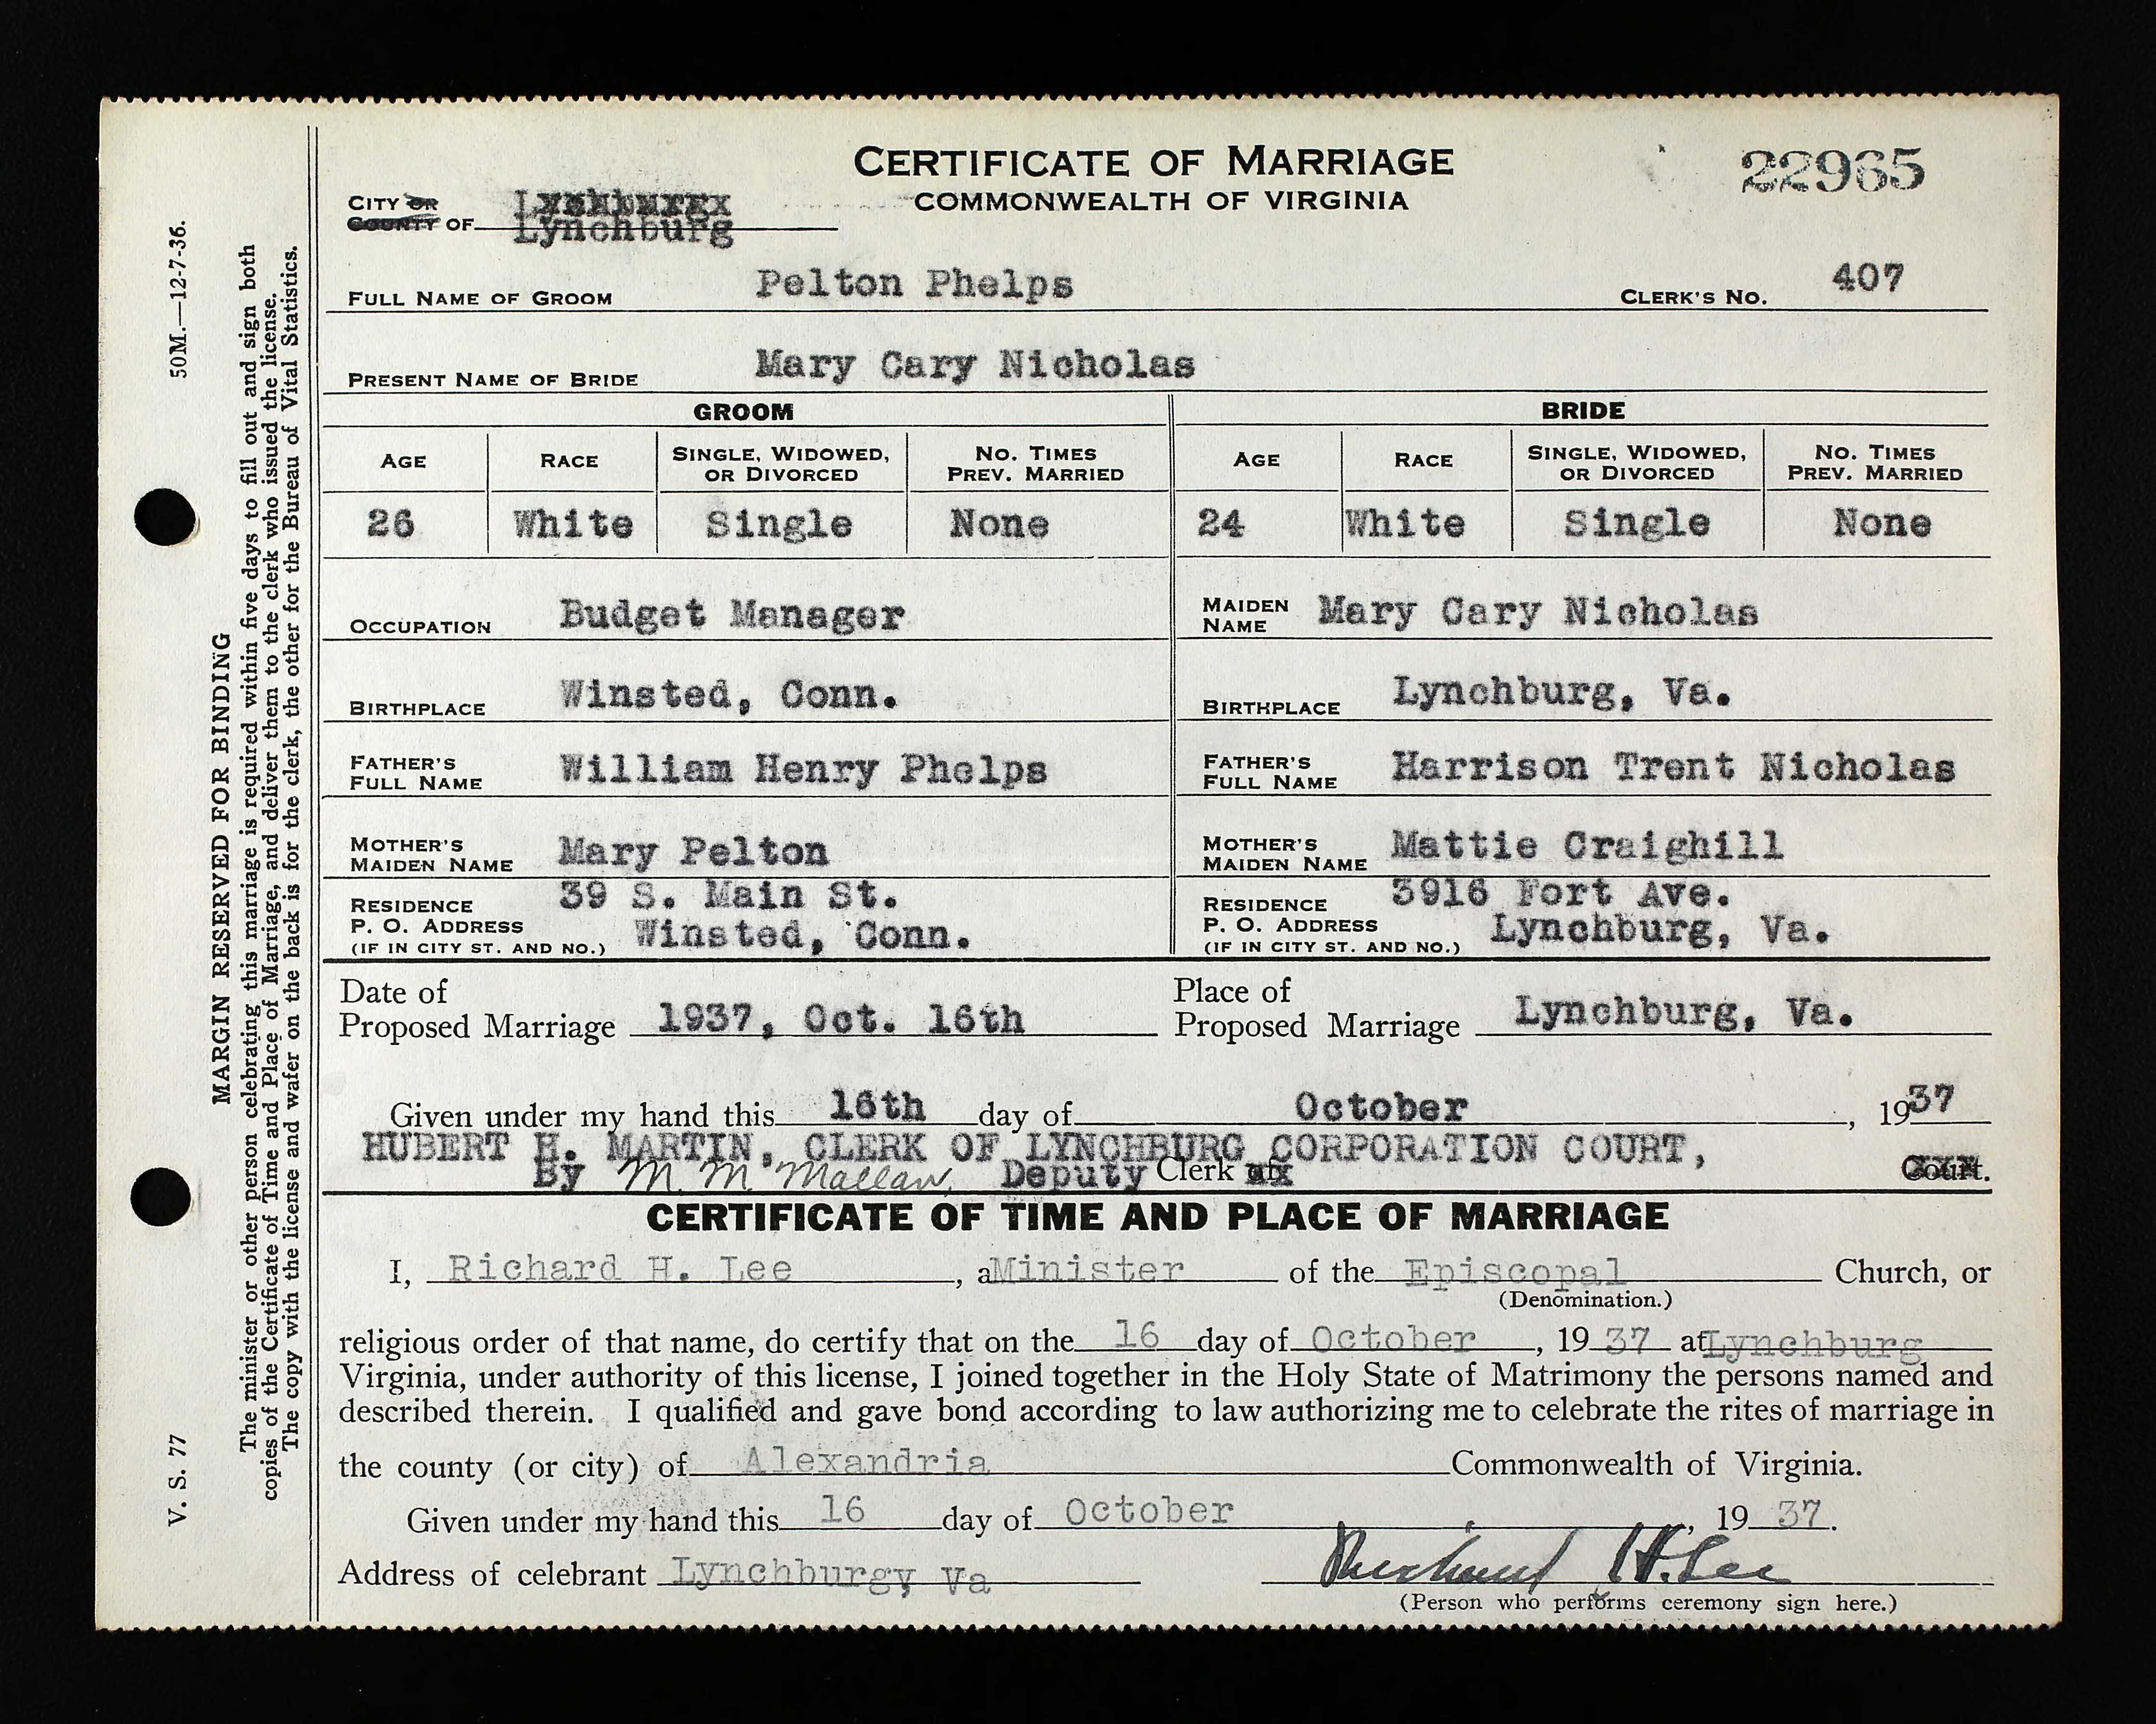 CERTIFICATE OF MARRIAGE
COMMONWEALTH OF VIRGINIA
22965
CITY OR
COUNTY OF Lynchburg
FULL NAME OF GROOM Pelton Phelps CLERK'S NO. 407
PRESENT NAME OF BRIDE Mary Cary Nicholas
GROOM BRIDE
AGE RACE SINGLE, WIDOWED, OR DIVORCED NO. TIMES PREV. MARRIED AGE RACE SINGLE, WIDOWED, OR DIVORCED NO. TIMES PREV. MARRIED
26 White Single None 24 White Single None
OCCUPATION Budget Manager MAIDEN NAME Mary Cary Nicholas
BIRTHPLACE Winsted, Conn. BIRTHPLACE Lynchburg, Va.
FATHER'S FULL NAME William Henry Phelps FATHER'S FULL NAME Harrison Trent Nicholas
MOTHER'S MAIDEN NAME Mary Pelton MOTHER'S MAIDEN NAME Mattie Craighill
RESIDENCE 39 S. Main St. RESIDENCE 3916 Fort Ave.
P. O. ADDRESS P. O. ADDRESS
(IF IN CITY ST. AND NO.) Winsted, Conn. (IF IN CITY ST. AND NO.) Lynchburg, Va.
Date of Place of
Proposed Marriage 1937, Oct. 16th Proposed Marriage Lynchburg, Va.
Given under my hand this 16th day of October, 1937
HUBERT H. MARTIN, CLERK OF LYNCHBURG CORPORATION COURT,
By M. M. Deputy Clerk of Court.
CERTIFICATE OF TIME AND PLACE OF MARRIAGE
I, Richard H. Lee, a Minister of the Episcopal Church, or
(Denomination.)
religious order of that name, do certify that on the 16 day of October, 1937 at Lynchburg
Virginia, under authority of this license, I joined together in the Holy State of Matrimony the persons named and
described therein. I qualified and gave bond according to law authorizing me to celebrate the rites of marriage in
the county (or city) of Alexandria Commonwealth of Virginia.
Given under my hand this 16 day of October, 1937.
Address of celebrant Lynchburgy Va Richard H. Lee
(Person who performs ceremony sign here.)
V. S. 77 50M.—12-7-36.
MARGIN RESERVED FOR BINDING
The minister or other person celebrating this marriage is required within five days to fill out and sign both
copies of the Certificate of Time and Place of Marriage, and deliver them to the clerk who issued the license.
The copy with the license and wafer on the back is for the clerk, the other for the Bureau of Vital Statistics.